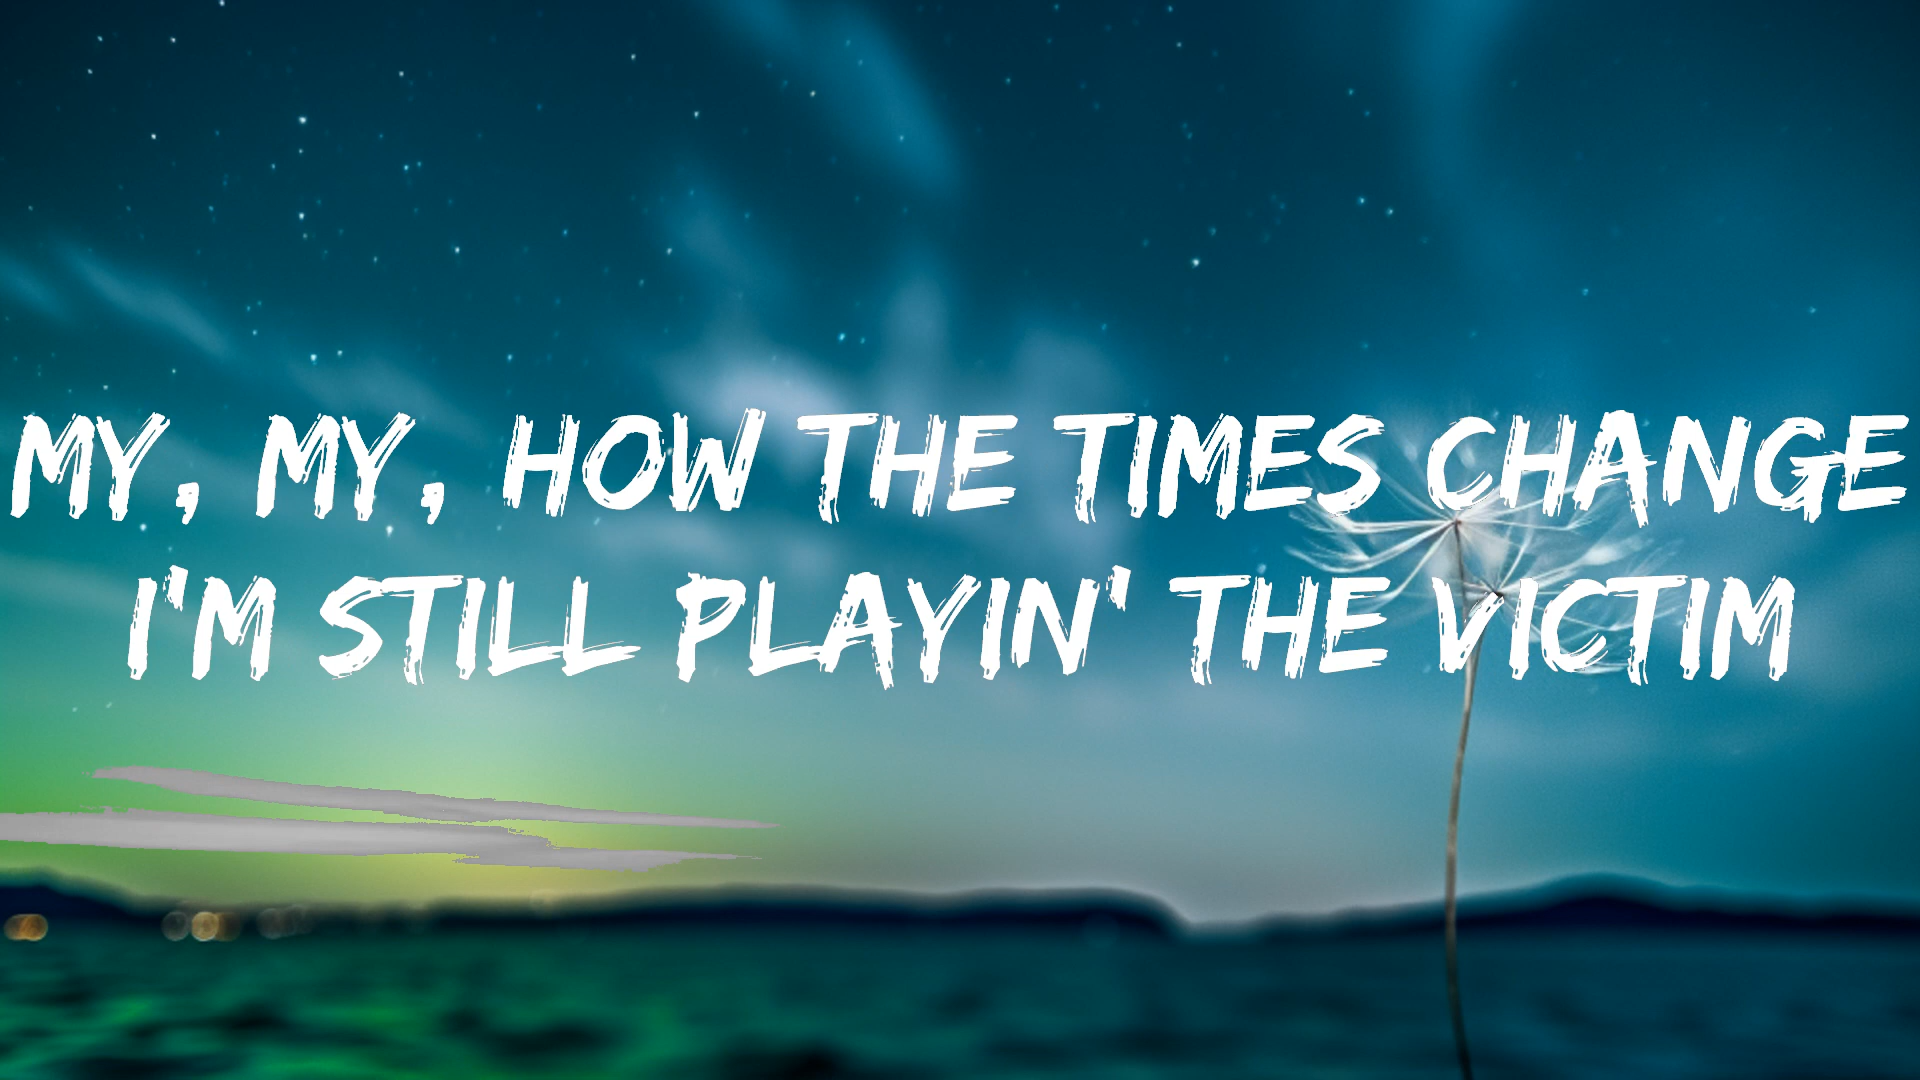 MY, MY, HOW THE TIMES CHANGE
I'M STILL PLAYIN' THE VICTIM